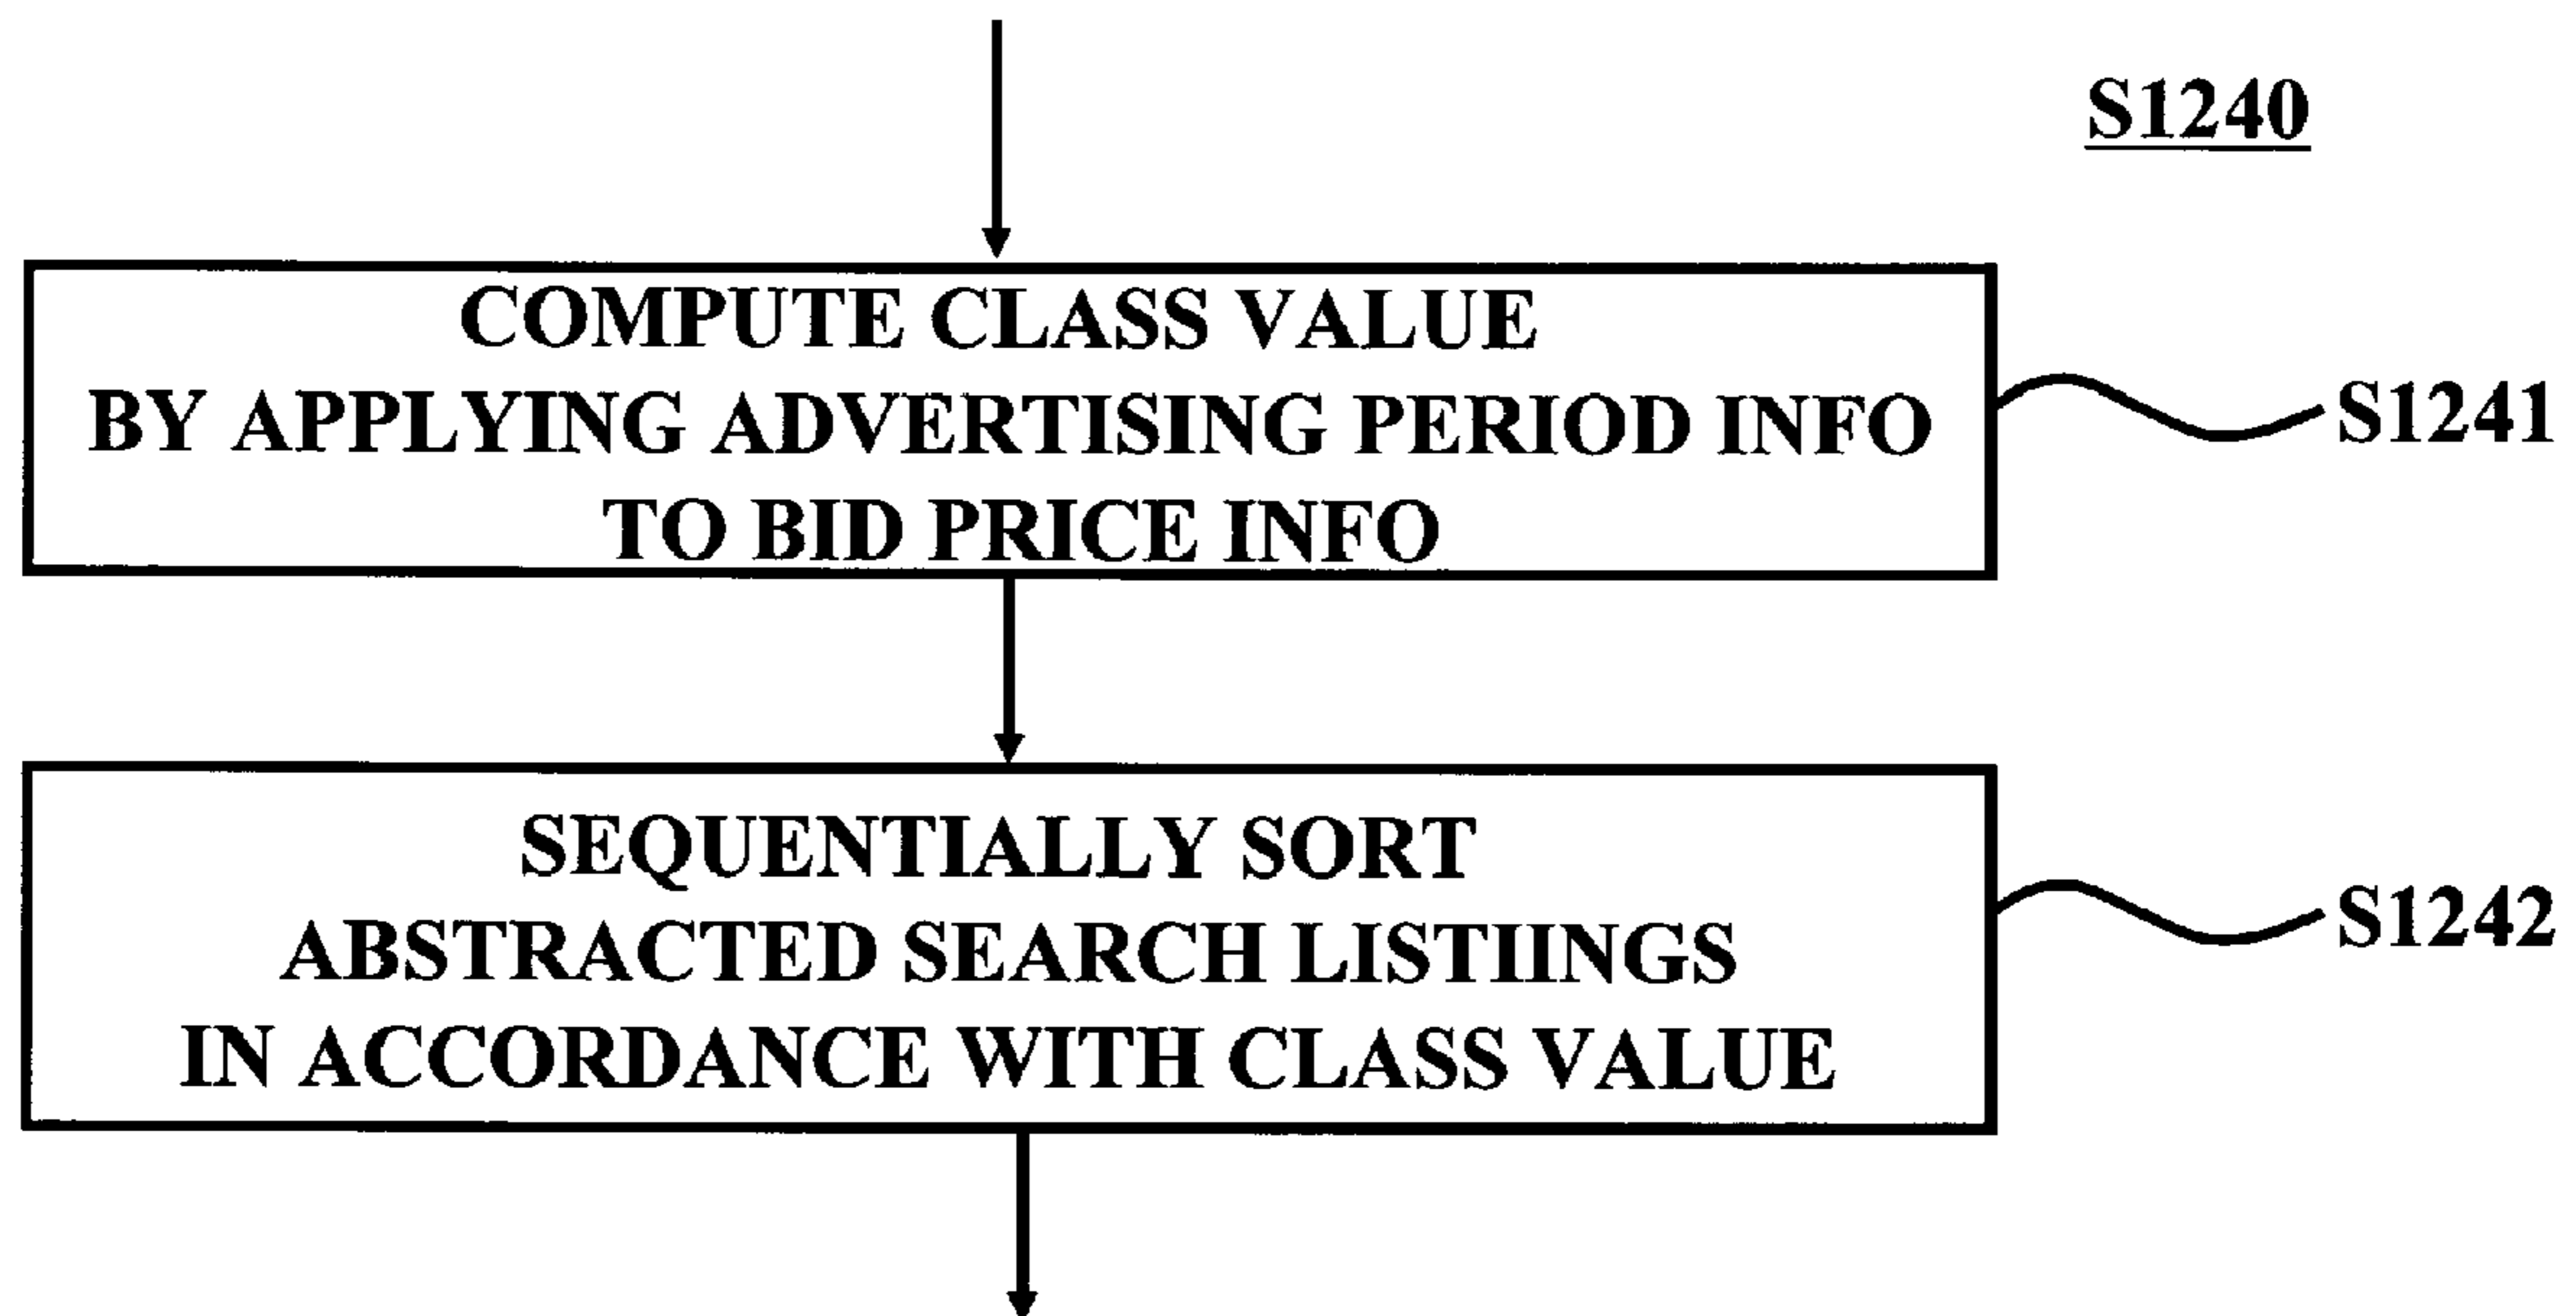 S1240
COMPUTE CLASS VALUE
BY APPLYING ADVERTISING PERIOD INFO
TO BID PRICE INFO
S1241
SEQUENTIALLY SORT
ABSTRACTED SEARCH LISTIINGS
IN ACCORDANCE WITH CLASS VALUE
S1242